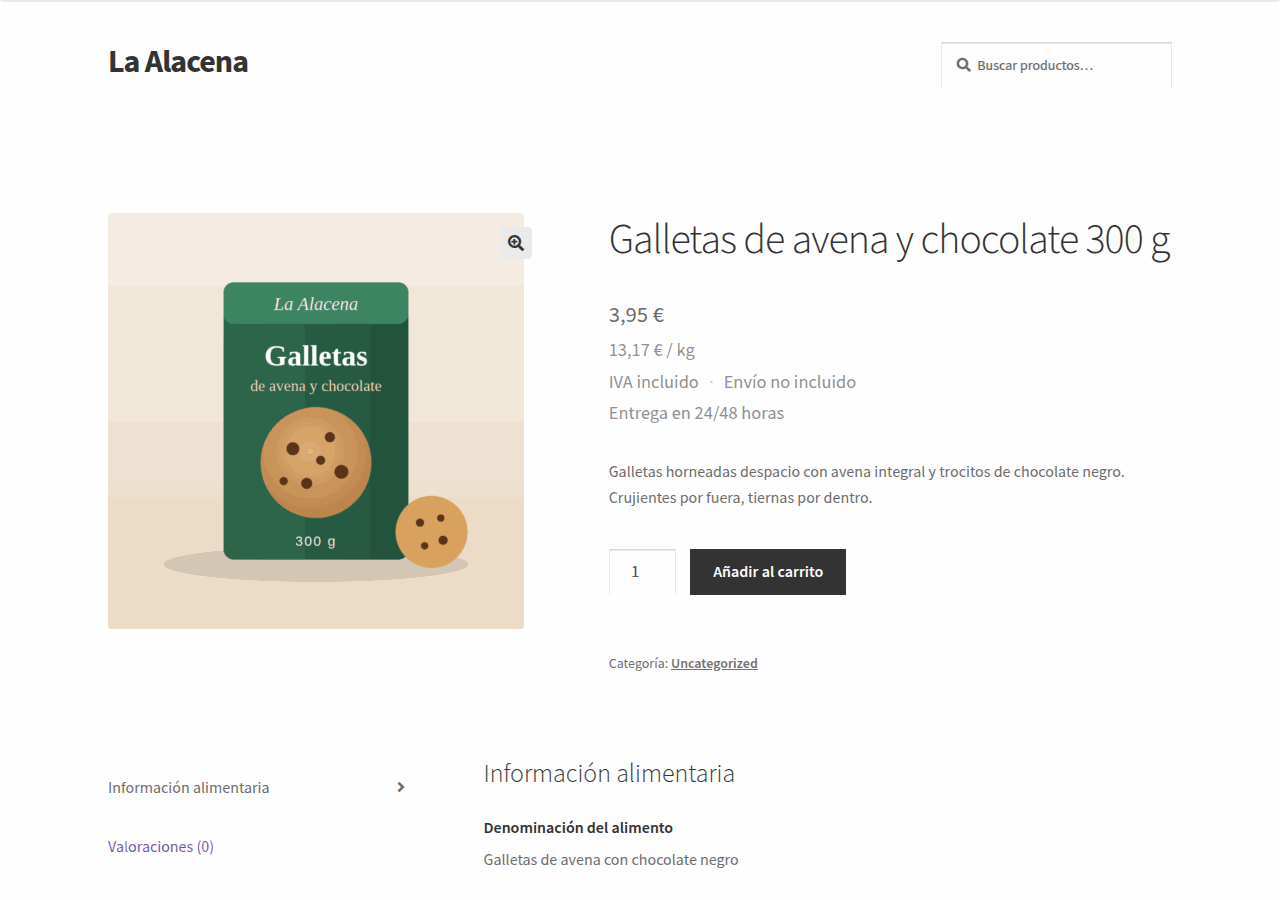 La Alacena
Buscar productos…
La Alacena
Galletas
de avena y chocolate
300 g
Galletas de avena y chocolate 300 g
3,95 €
13,17 € / kg
IVA incluido · Envío no incluido
Entrega en 24/48 horas
Galletas horneadas despacio con avena integral y trocitos de chocolate negro.
Crujientes por fuera, tiernas por dentro.
1 Añadir al carrito
Categoría: Uncategorized
Información alimentaria
Valoraciones (0)
Información alimentaria
Denominación del alimento
Galletas de avena con chocolate negro